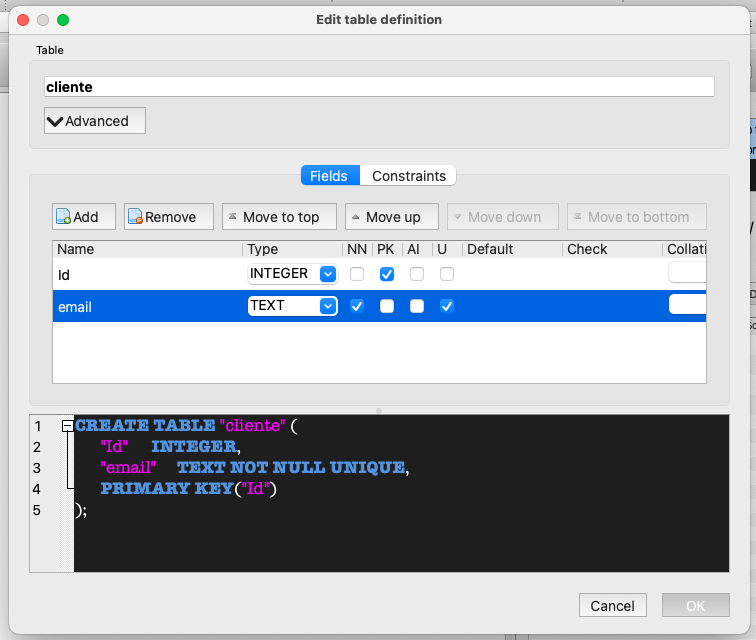 Edit table definition
Table
cliente
Advanced
Fields Constraints
Add Remove Move to top Move up Move down Move to bottom
Name Type NN PK AI U Default Check Collati
Id INTEGER
email TEXT
1 CREATE TABLE "cliente" (
2 "Id" INTEGER,
3 "email" TEXT NOT NULL UNIQUE,
4 PRIMARY KEY("Id")
5 );
Cancel OK